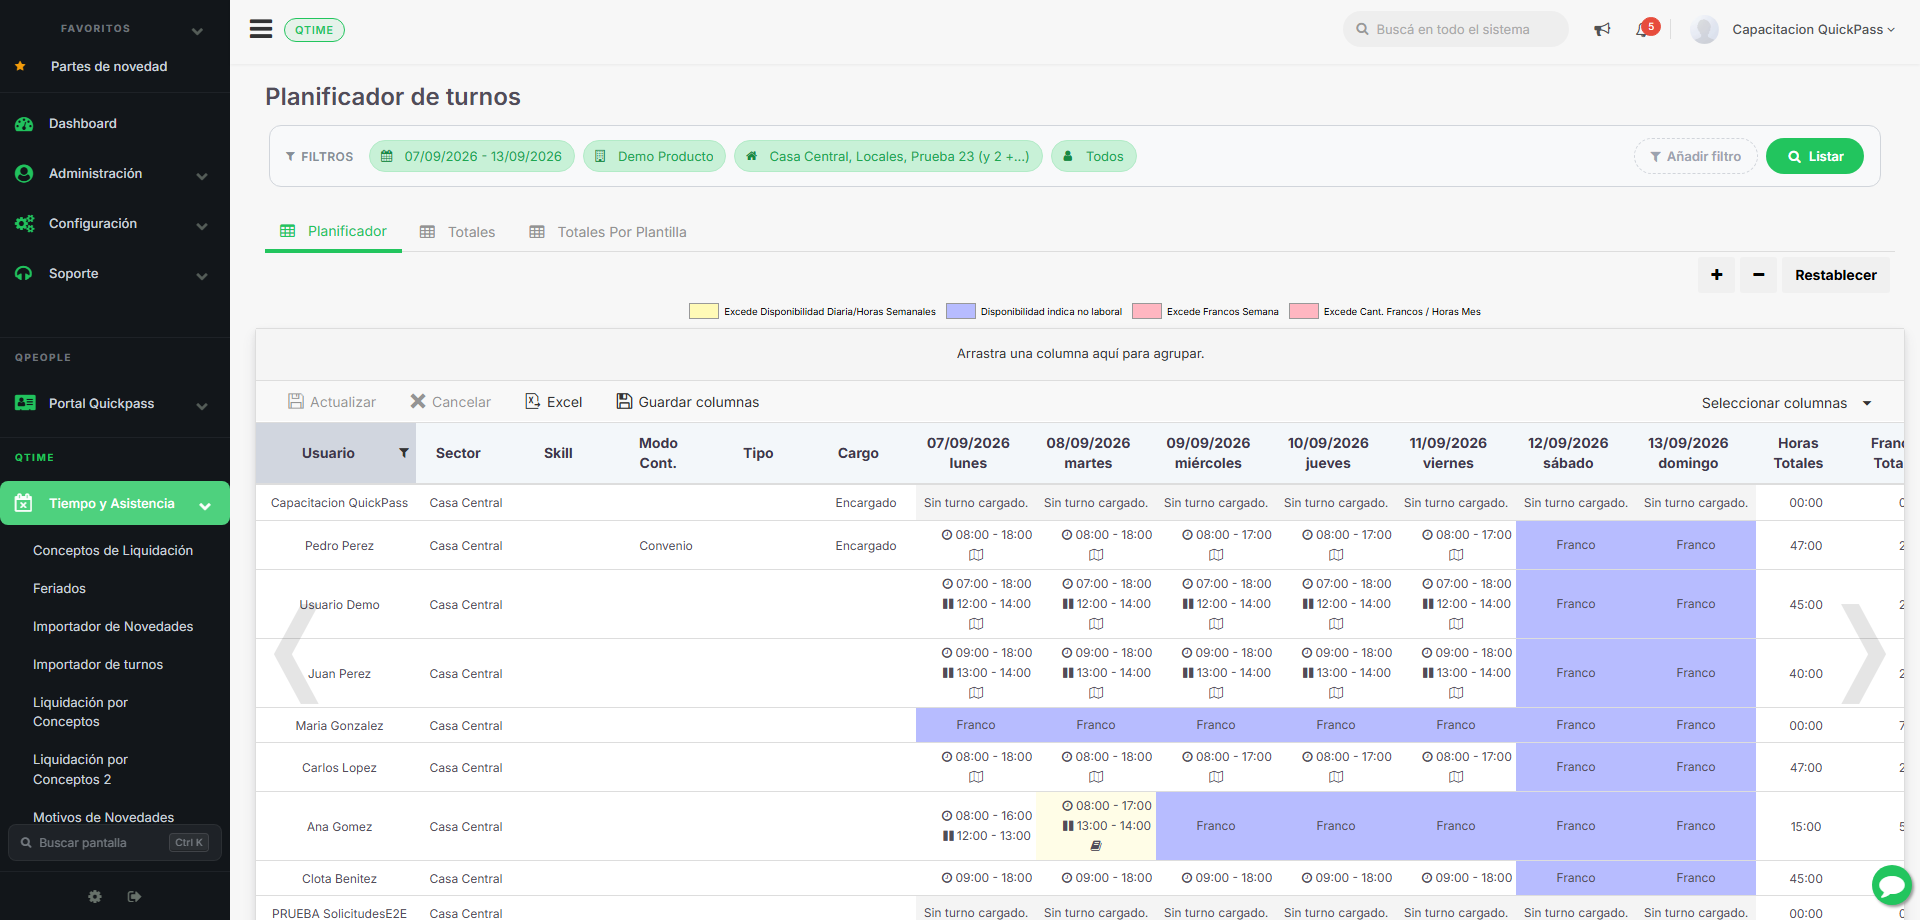 FAVORITOS
Partes de novedad
Dashboard
Administración
Configuración
Soporte
QPEOPLE
Portal Quickpass
QTIME
Tiempo y Asistencia
Conceptos de Liquidación
Feriados
Importador de Novedades
Importador de turnos
Liquidación por
Conceptos
Liquidación por
Conceptos 2
Motivos de Novedades
Buscar pantalla Ctrl K
QTIME
Buscá en todo el sistema
5
Capacitacion QuickPass
Planificador de turnos
FILTROS 07/09/2026 - 13/09/2026 Demo Producto Casa Central, Locales, Prueba 23 (y 2 +...) Todos Añadir filtro Listar
Planificador Totales Totales Por Plantilla
+ − Restablecer
Excede Disponibilidad Diaria/Horas Semanales Disponibilidad indica no laboral Excede Francos Semana Excede Cant. Francos / Horas Mes
Arrastra una columna aquí para agrupar.
Actualizar Cancelar Excel Guardar columnas Seleccionar columnas
Usuario Sector Skill Modo Cont. Tipo Cargo 07/09/2026 lunes 08/09/2026 martes 09/09/2026 miércoles 10/09/2026 jueves 11/09/2026 viernes 12/09/2026 sábado 13/09/2026 domingo Horas Totales
Capacitacion QuickPass Casa Central Encargado Sin turno cargado. Sin turno cargado. Sin turno cargado. Sin turno cargado. Sin turno cargado. Sin turno cargado. Sin turno cargado. 00:00
Pedro Perez Casa Central Convenio Encargado 08:00 - 18:00 08:00 - 18:00 08:00 - 17:00 08:00 - 17:00 08:00 - 17:00 Franco Franco 47:00 2
07:00 - 18:00 07:00 - 18:00 07:00 - 18:00 07:00 - 18:00 07:00 - 18:00
Usuario Demo Casa Central 12:00 - 14:00 12:00 - 14:00 12:00 - 14:00 12:00 - 14:00 12:00 - 14:00 Franco Franco 45:00 2
09:00 - 18:00 09:00 - 18:00 09:00 - 18:00 09:00 - 18:00 09:00 - 18:00
Juan Perez Casa Central 13:00 - 14:00 13:00 - 14:00 13:00 - 14:00 13:00 - 14:00 13:00 - 14:00 Franco Franco 40:00 2
Maria Gonzalez Casa Central Franco Franco Franco Franco Franco Franco Franco 00:00 7
Carlos Lopez Casa Central 08:00 - 18:00 08:00 - 18:00 08:00 - 17:00 08:00 - 17:00 08:00 - 17:00 Franco Franco 47:00 2
08:00 - 16:00 08:00 - 17:00
Ana Gomez Casa Central 12:00 - 13:00 13:00 - 14:00 Franco Franco Franco Franco Franco 15:00 5
Clota Benitez Casa Central 09:00 - 18:00 09:00 - 18:00 09:00 - 18:00 09:00 - 18:00 09:00 - 18:00 Franco Franco 45:00
PRUEBA SolicitudesE2E Casa Central Sin turno cargado. Sin turno cargado. Sin turno cargado. Sin turno cargado. Sin turno cargado. Sin turno cargado. Sin turno cargado. 00:00